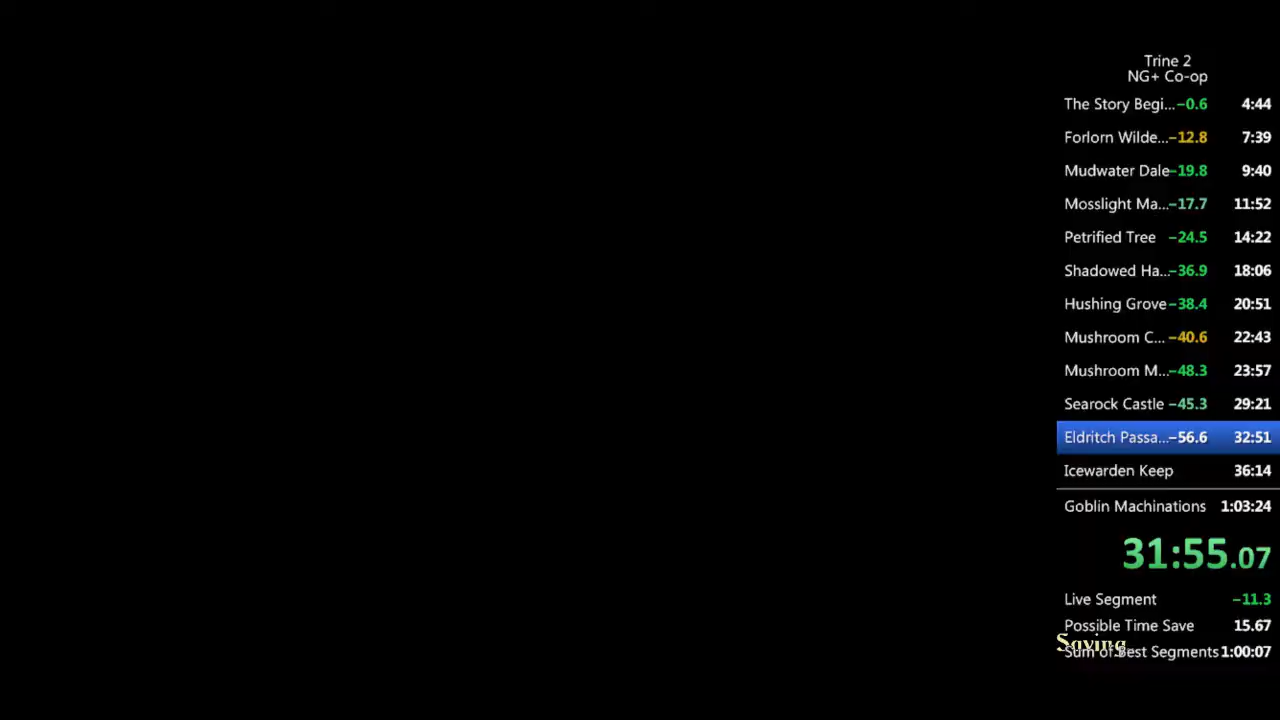 Trine 2
NG+ Co-op
The Story Begi... −0.6 4:44
Forlorn Wilde... −12.8 7:39
Mudwater Dale −19.8 9:40
Mosslight Ma... −17.7 11:52
Petrified Tree −24.5 14:22
Shadowed Ha... −36.9 18:06
Hushing Grove −38.4 20:51
Mushroom C... −40.6 22:43
Mushroom M... −48.3 23:57
Searock Castle −45.3 29:21
Eldritch Passa... −56.6 32:51
Icewarden Keep 36:14
Goblin Machinations 1:03:24
31:55.07
Live Segment −11.3
Possible Time Save 15.67
Saving
Sum of Best Segments 1:00:07